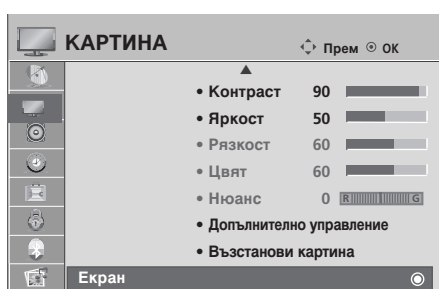 КАРТИНА Прем ОК
• Контраст 90
• Яркост 50
• Рязкост 60
• Цвят 60
• Нюанс 0 R G
• Допълнително управление
• Възстанови картина
Екран